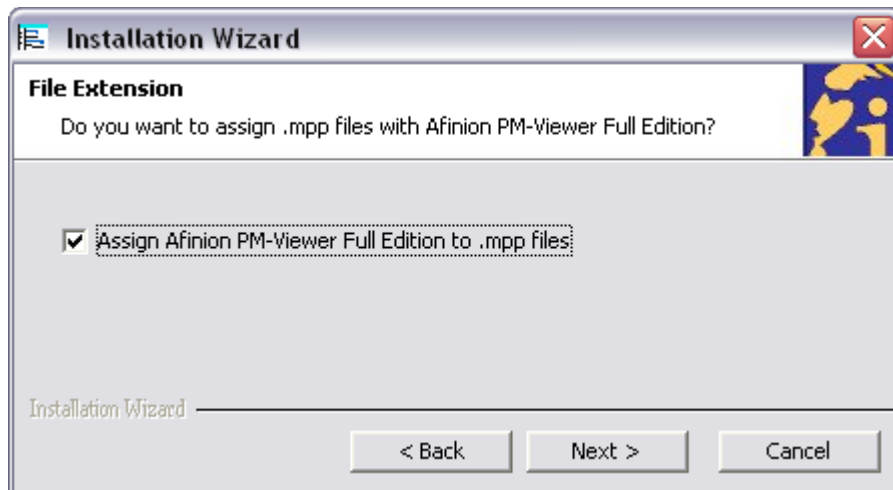 Installation Wizard
File Extension
Do you want to assign .mpp files with Afinion PM-Viewer Full Edition?
Assign Afinion PM-Viewer Full Edition to .mpp files
Installation Wizard
< Back Next > Cancel